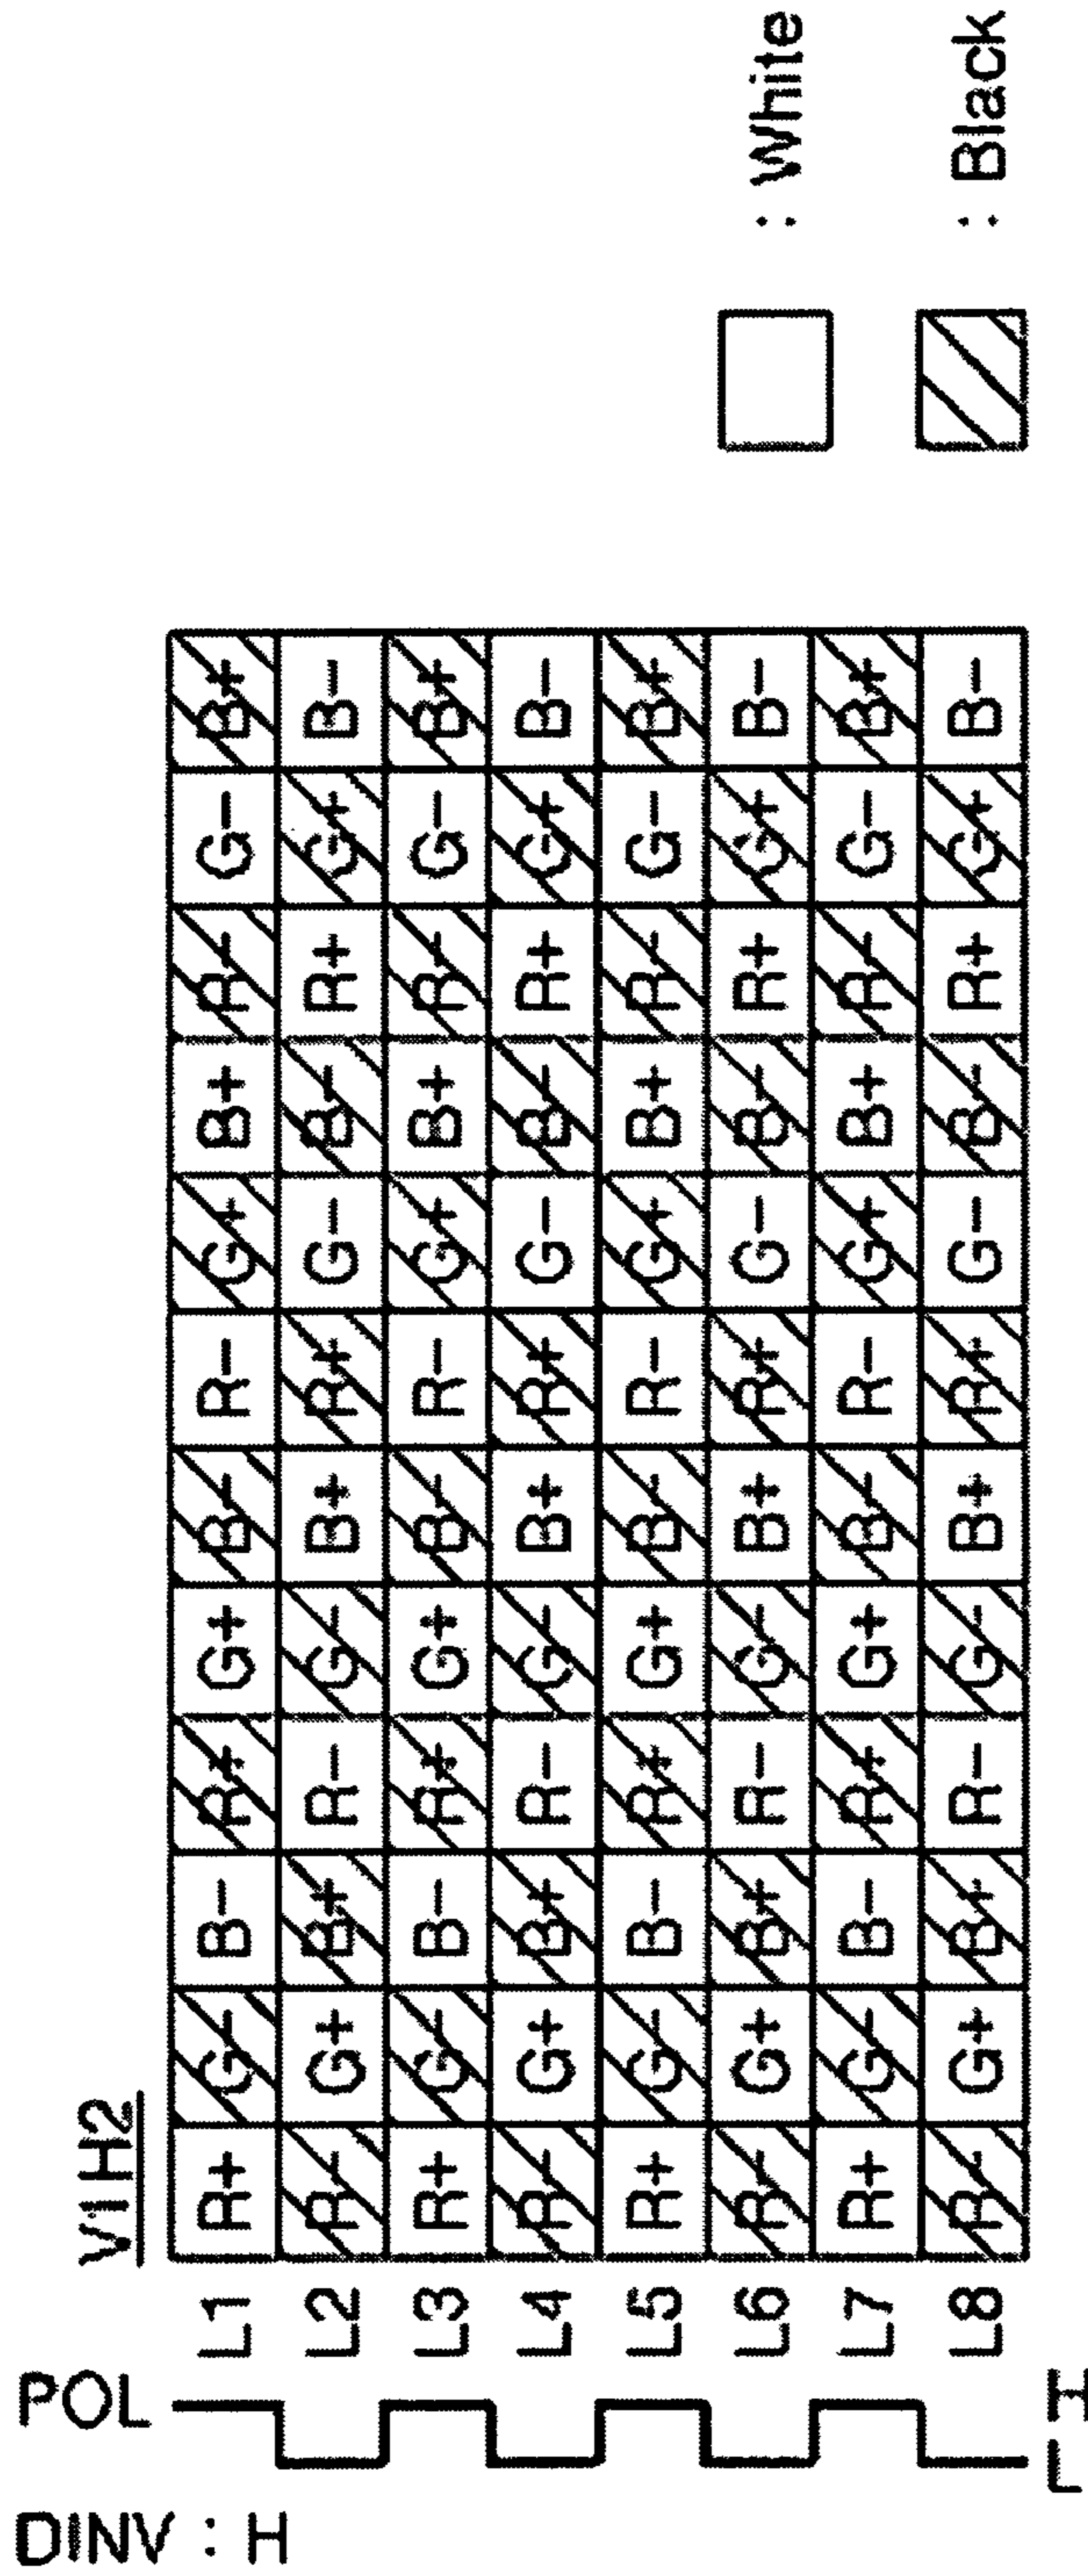 DINV : H
POL
V1H2
L1 R+ G- B- R+ G+ B- R- G+ B+ R- G- B+
L2 R- G+ B+ R- G- B+ R+ G- B- R+ G+ B-
L3 R+ G- B- R+ G+ B- R- G+ B+ R- G- B+
L4 R- G+ B+ R- G- B+ R+ G- B- R+ G+ B-
L5 R+ G- B- R+ G+ B- R- G+ B+ R- G- B+
L6 R- G+ B+ R- G- B+ R+ G- B- R+ G+ B-
L7 R+ G- B- R+ G+ B- R- G+ B+ R- G- B+
L8 R- G+ B+ R- G- B+ R+ G- B- R+ G+ B-
L H
: White
: Black